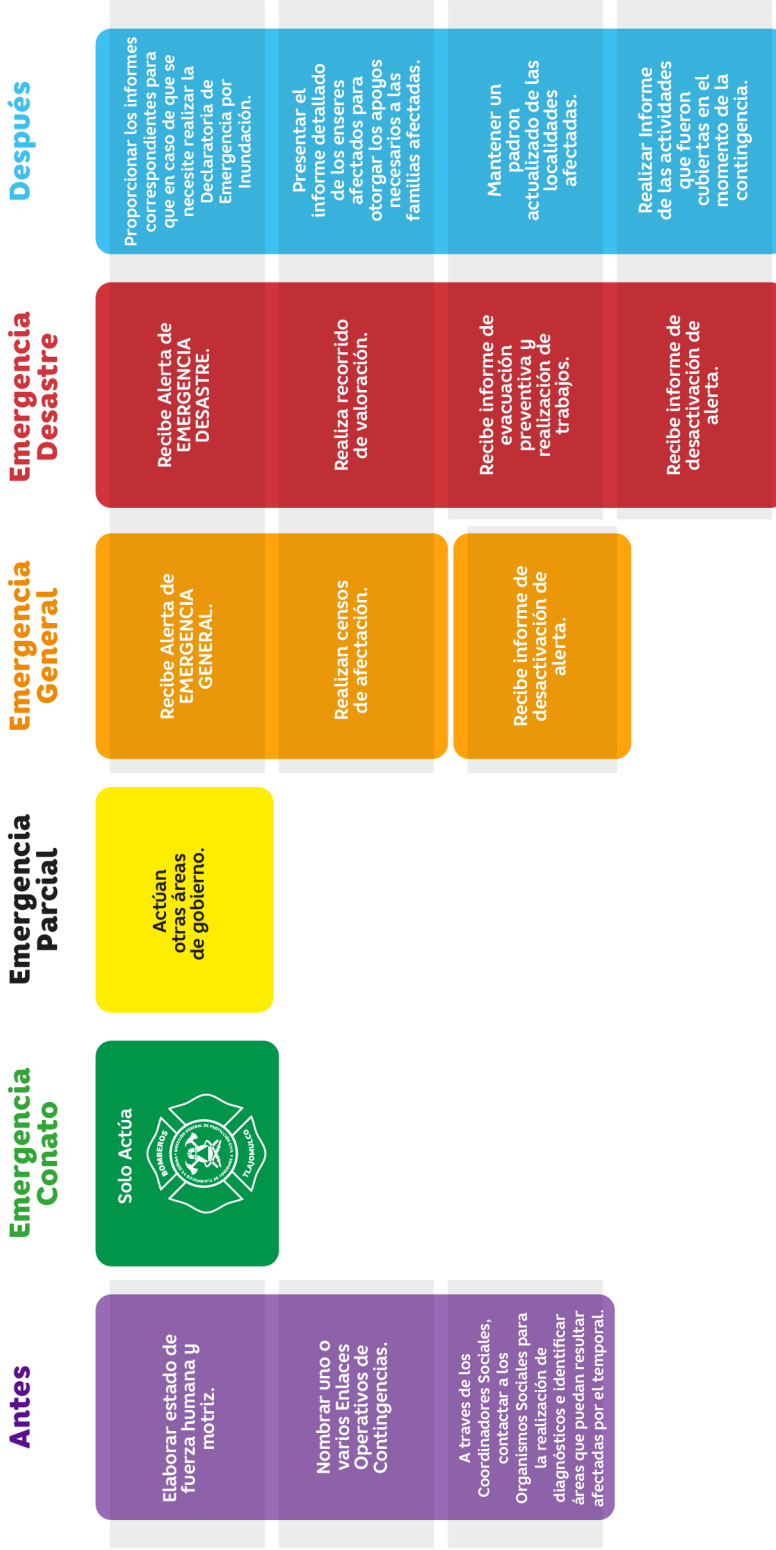 Antes
Elaborar estado de
fuerza humana y
motriz.
Nombrar uno o
varios Enlaces
Operativos de
Contingencias.
A traves de los
Coordinadores Sociales,
contactar a los
Organismos Sociales para
la realización de
diagnósticos e identificar
áreas que puedan resultar
afectadas por el temporal.
Emergencia
Conato
Solo Actúa
BOMBEROS
TLAJOMULCO
Emergencia
Parcial
Actúan
otras áreas
de gobierno.
Emergencia
General
Recibe Alerta de
EMERGENCIA
GENERAL.
Realizan censos
de afectación.
Recibe informe de
desactivación de
alerta.
Emergencia
Desastre
Recibe Alerta de
EMERGENCIA
DESASTRE.
Realiza recorrido
de valoración.
Recibe informe de
evacuación
preventiva y
realización de
trabajos.
Recibe informe de
desactivación de
alerta.
Después
Proporcionar los informes
correspondientes para
que en caso de que se
necesite realizar la
Declaratoria de
Emergencia por
Inundación.
Presentar el
informe detallado
de los enseres
afectados para
otorgar los apoyos
necesarios a las
familias afectadas.
Mantener un
padron
actualizado de las
localidades
afectadas.
Realizar Informe
de las actividades
que fueron
cubiertas en el
momento de la
contingencia.